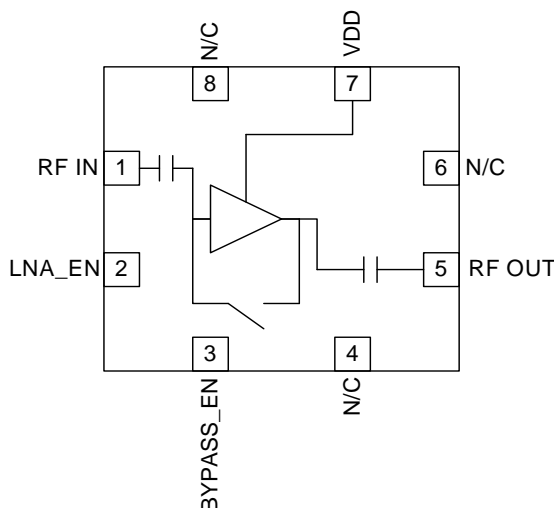 N/C
VDD
8
7
RF IN
1
6
N/C
LNA_EN
2
5
RF OUT
3
4
BYPASS_EN
N/C